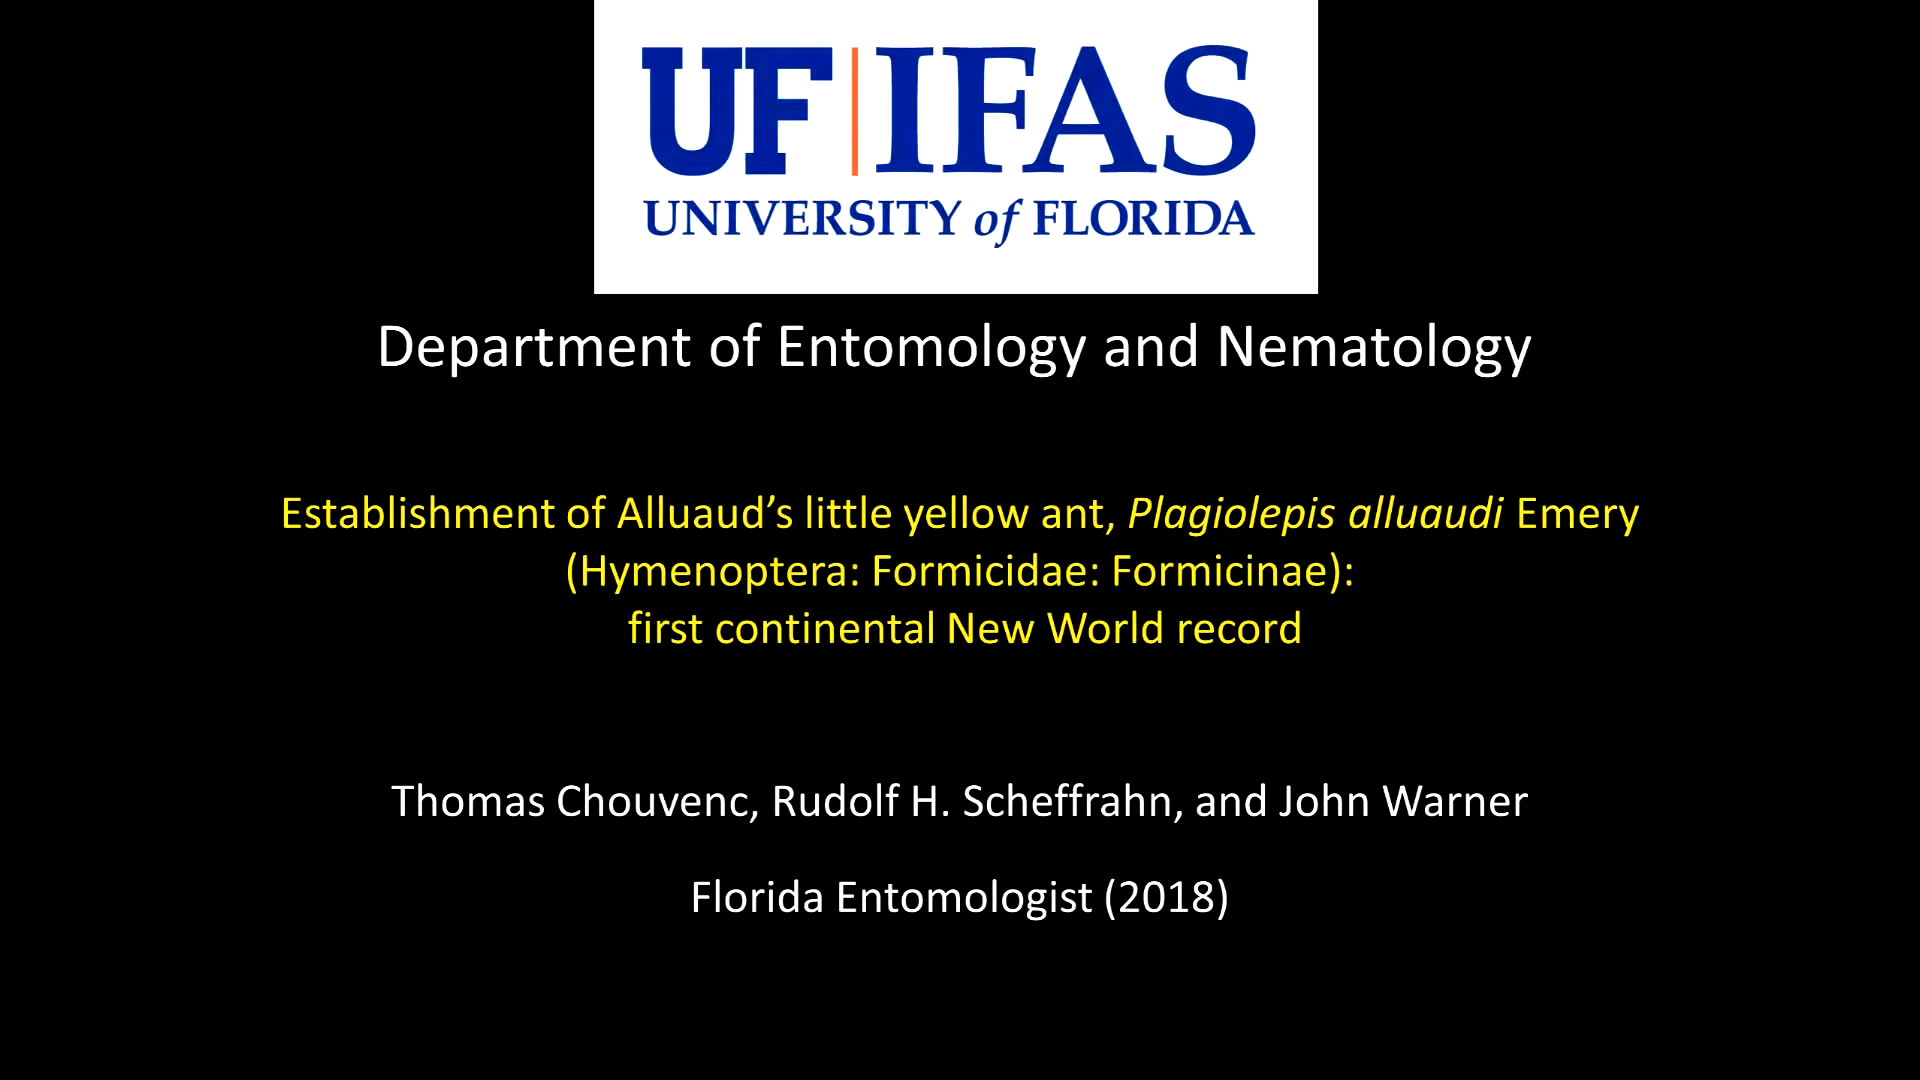 UF|IFAS
UNIVERSITY of FLORIDA
Department of Entomology and Nematology
Establishment of Alluaud’s little yellow ant, Plagiolepis alluaudi Emery
(Hymenoptera: Formicidae: Formicinae):
first continental New World record
Thomas Chouvenc, Rudolf H. Scheffrahn, and John Warner
Florida Entomologist (2018)